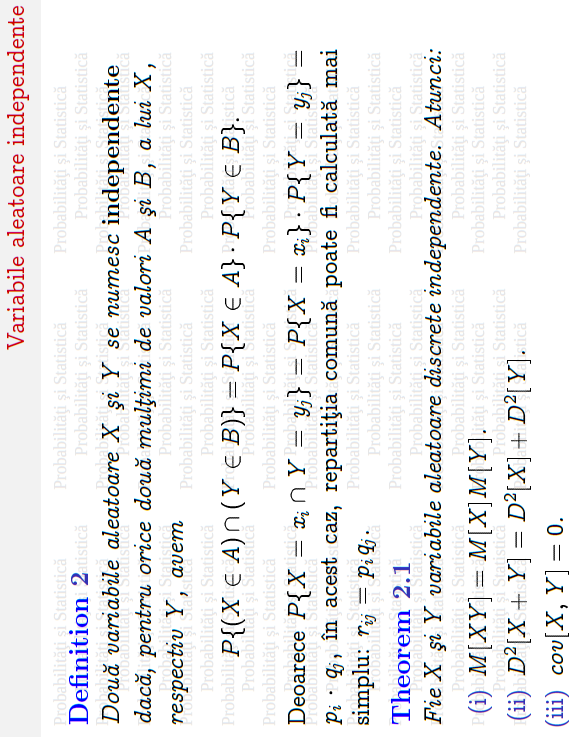 Variabile aleatoare independente
Definition 2
Două variabile aleatoare X şi Y se numesc independente
dacă, pentru orice două mulţimi de valori A şi B, a lui X,
respectiv Y, avem
P{(X ∈ A) ∩ (Y ∈ B)} = P{X ∈ A} · P{Y ∈ B}.
Deoarece P{X = x_i ∩ Y = y_j} = P{X = x_i} · P{Y = y_j} =
p_i · q_j, în acest caz, repartiţia comună poate fi calculată mai
simplu: r_{ij} = p_i q_j.
Theorem 2.1
Fie X şi Y variabile aleatoare discrete independente. Atunci:
(i) M[XY] = M[X]M[Y].
(ii) D²[X + Y] = D²[X] + D²[Y].
(iii) cov[X, Y] = 0.